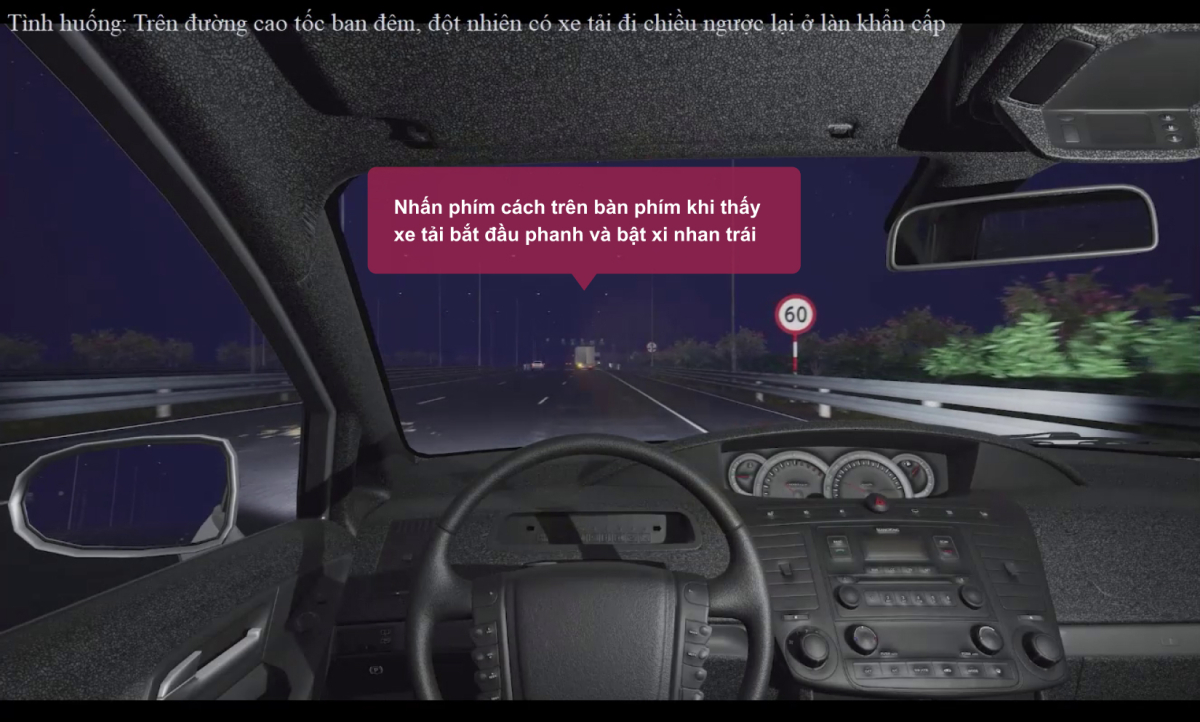 Tình huống: Trên đường cao tốc ban đêm, đột nhiên có xe tải đi chiều ngược lại ở làn khẩn cấp
Nhấn phím cách trên bàn phím khi thấy
xe tải bắt đầu phanh và bật xi nhan trái
60